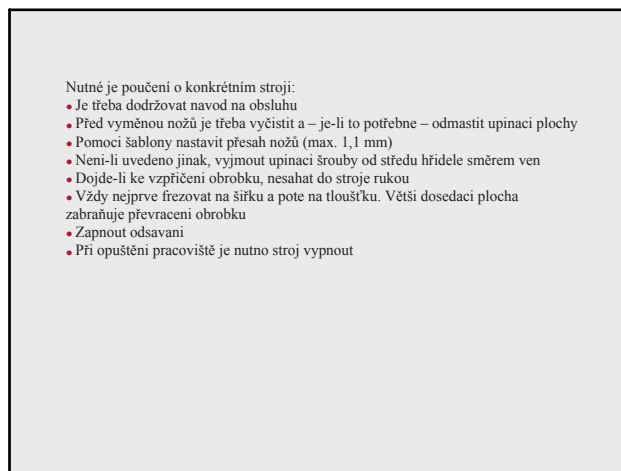 Nutné je poučení o konkrétním stroji:
● Je třeba dodržovat navod na obsluhu
● Před vyměnou nožů je třeba vyčistit a – je-li to potřebne – odmastit upinaci plochy
● Pomoci šablony nastavit přesah nožů (max. 1,1 mm)
● Neni-li uvedeno jinak, vyjmout upinaci šrouby od středu hřidele směrem ven
● Dojde-li ke vzpřičeni obrobku, nesahat do stroje rukou
● Vždy nejprve frezovat na šiřku a pote na tloušťku. Větši dosedaci plocha
zabraňuje převraceni obrobku
● Zapnout odsavani
● Při opuštěni pracoviště je nutno stroj vypnout